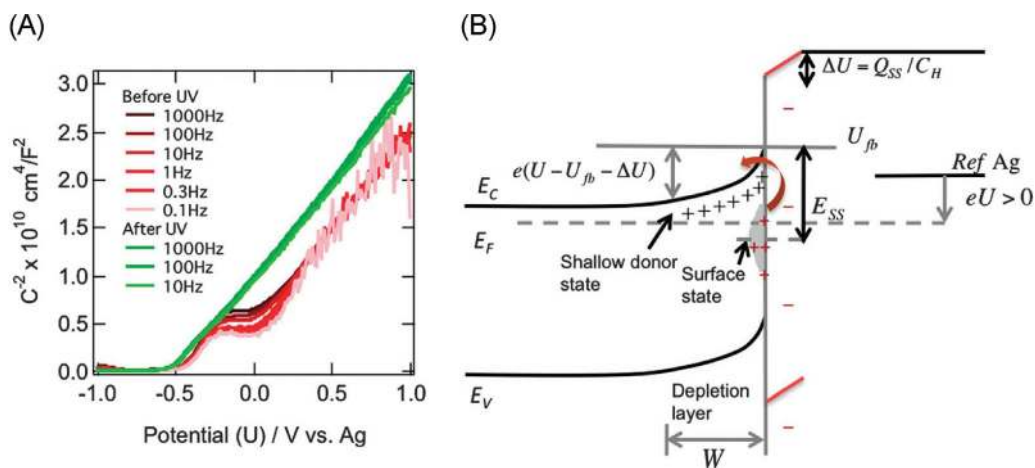 (A)
C⁻² x 10¹⁰ cm⁴/F²
3.0
2.5
2.0
1.5
1.0
0.5
0.0
Before UV
1000Hz
100Hz
10Hz
1Hz
0.3Hz
0.1Hz
After UV
1000Hz
100Hz
10Hz
-1.0
-0.5
0.0
0.5
1.0
Potential (U) / V vs. Ag
(B)
ΔU = Q_SS / C_H
U_fb
Ref Ag
eU > 0
e(U – U_fb – ΔU)
E_C
E_SS
E_F
Shallow donor
state
Surface
state
E_V
Depletion
layer
W